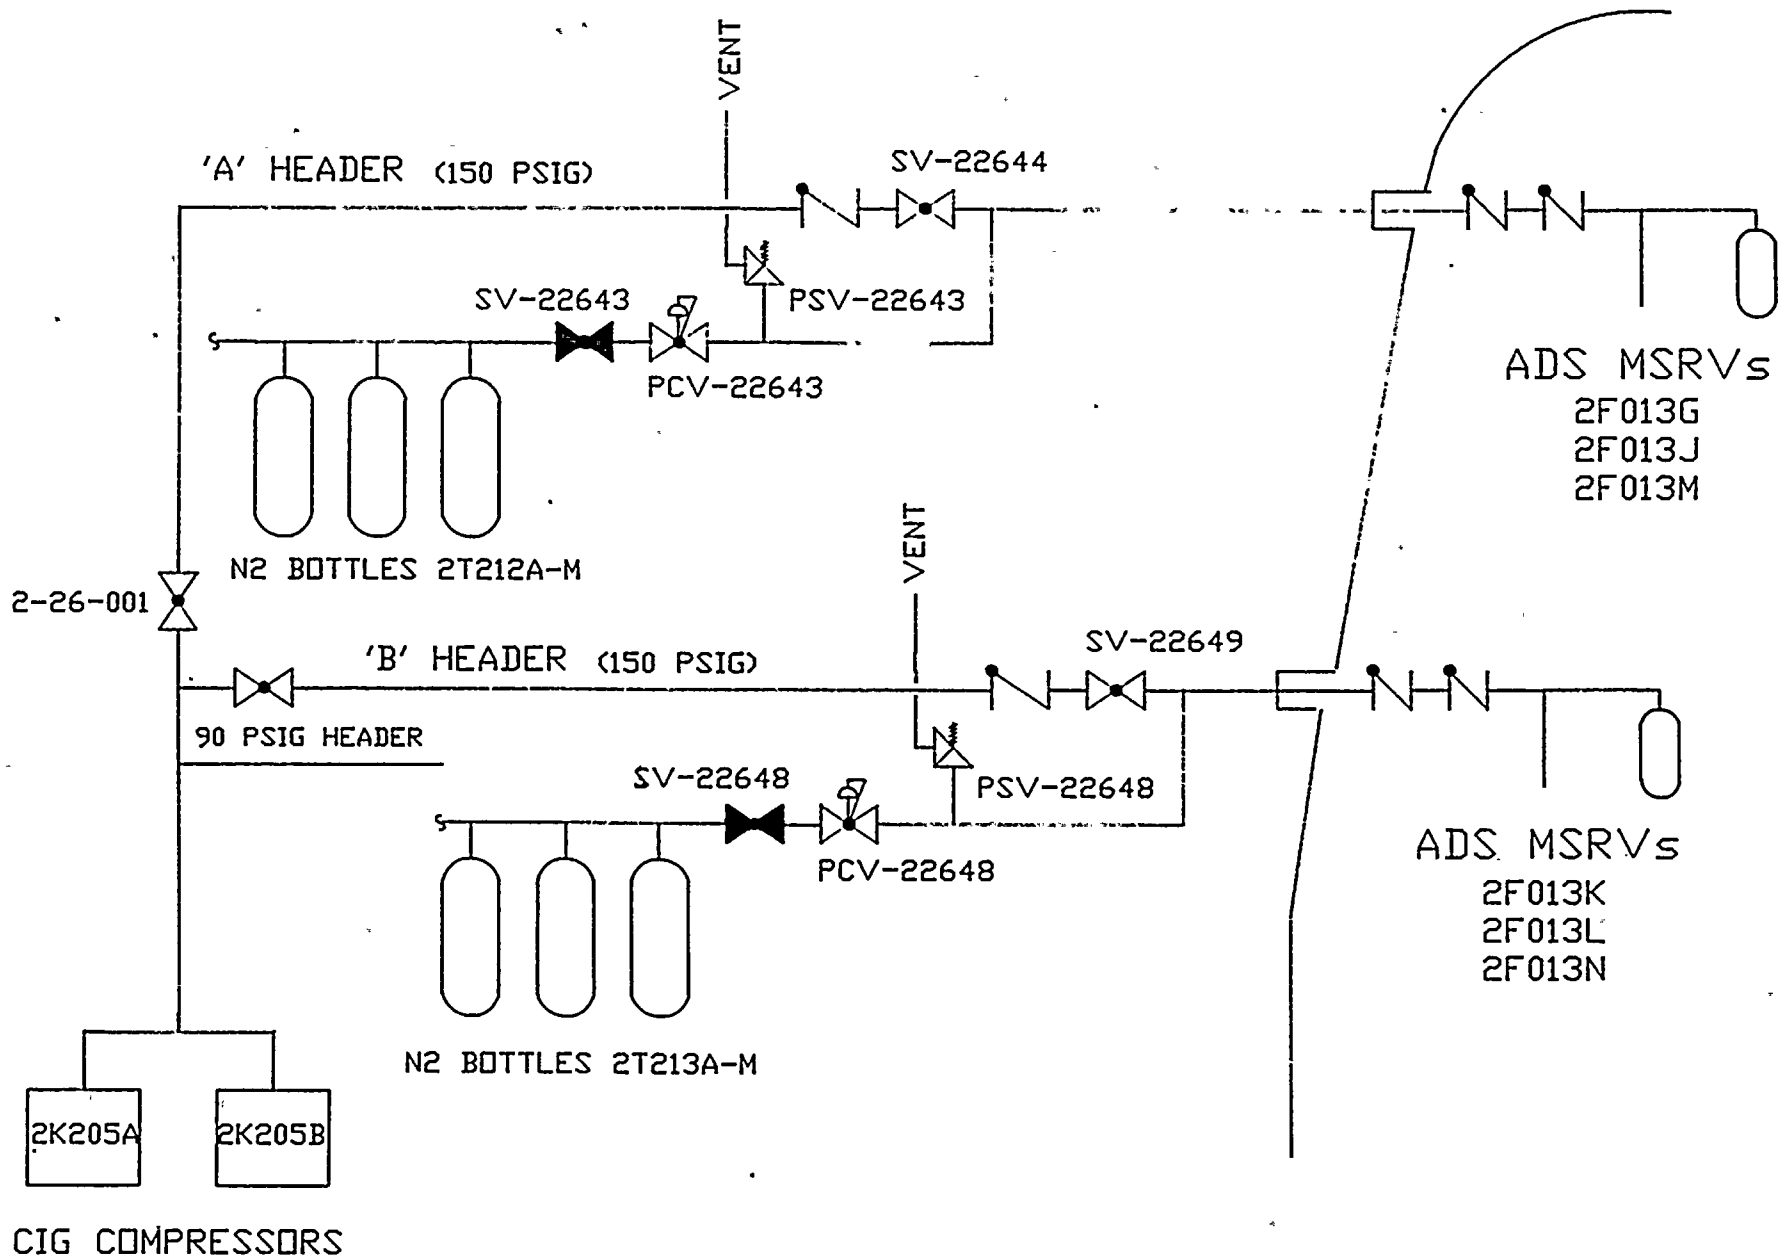 VENT
'A' HEADER (150 PSIG)
SV-22644
SV-22643
PSV-22643
PCV-22643
ADS MSRVs
2F013G
2F013J
2F013M
N2 BOTTLES 2T212A-M
VENT
2-26-001
'B' HEADER (150 PSIG)
SV-22649
90 PSIG HEADER
SV-22648
PSV-22648
PCV-22648
ADS MSRVs
2F013K
2F013L
2F013N
N2 BOTTLES 2T213A-M
2K205A
2K205B
CIG COMPRESSORS